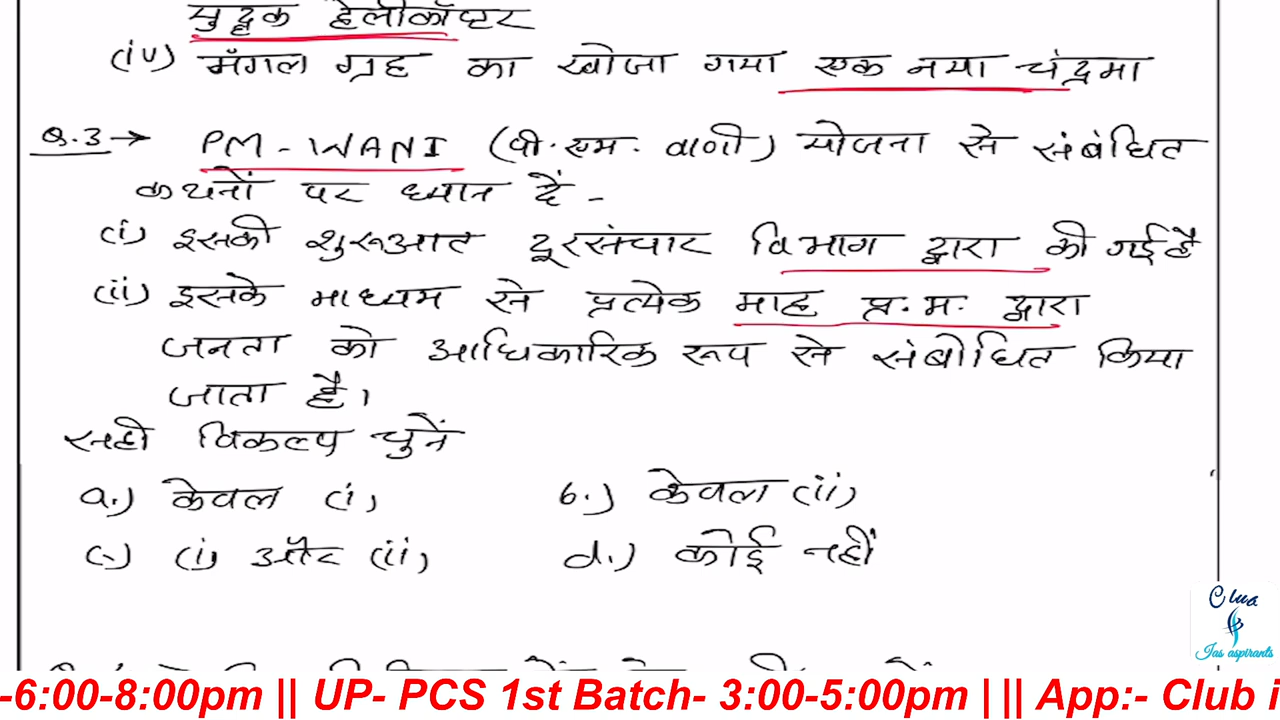 युद्धक हेलीकॉप्टर
(iv) मंगल ग्रह का खोजा गया एक नया चंद्रमा
Q.3→ PM-WANI (पी.एम. वाणी) योजना से संबंधित
कथनों पर ध्यान दें -
(i) इसकी शुरूआत दूरसंचार विभाग द्वारा की गई है
(ii) इसके माध्यम से प्रत्येक माह प्र.म. द्वारा
जनता को आधिकारिक रूप से संबोधित किया
जाता है।
सही विकल्प चुनें
a.) केवल (i) b.) केवल (ii)
c.) (i) और (ii) d.) कोई नहीं
Club
Ias aspirants
-6:00-8:00pm || UP- PCS 1st Batch- 3:00-5:00pm | || App:- Club i